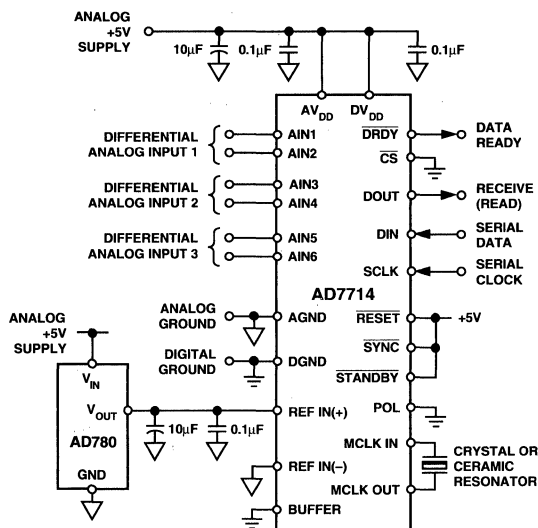 ANALOG
+5V
SUPPLY
10µF
0.1µF
0.1µF
AVDD
DVDD
DIFFERENTIAL
ANALOG INPUT 1
AIN1
AIN2
DRDY
DATA
READY
CS
DIFFERENTIAL
ANALOG INPUT 2
AIN3
AIN4
DOUT
RECEIVE
(READ)
DIFFERENTIAL
ANALOG INPUT 3
AIN5
AIN6
DIN
SERIAL
DATA
SCLK
SERIAL
CLOCK
AD7714
ANALOG
GROUND
AGND
RESET
+5V
ANALOG
+5V
SUPPLY
SYNC
DIGITAL
GROUND
DGND
STANDBY
VIN
VOUT
AD780
GND
10µF
0.1µF
REF IN(+)
POL
MCLK IN
REF IN(–)
CRYSTAL OR
CERAMIC
RESONATOR
MCLK OUT
BUFFER